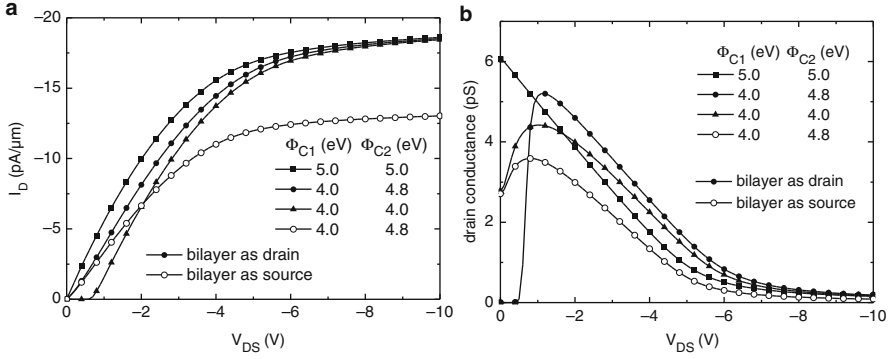 a
b
I_D (pA/μm)
−20
−15
−10
−5
0
0 −2 −4 −6 −8 −10
V_DS (V)
Φ_C1 (eV) Φ_C2 (eV)
5.0 5.0
4.0 4.8
4.0 4.0
4.0 4.8
bilayer as drain
bilayer as source
drain conductance (pS)
6
4
2
0
0 −2 −4 −6 −8 −10
V_DS (V)
Φ_C1 (eV) Φ_C2 (eV)
5.0 5.0
4.0 4.8
4.0 4.0
4.0 4.8
bilayer as drain
bilayer as source